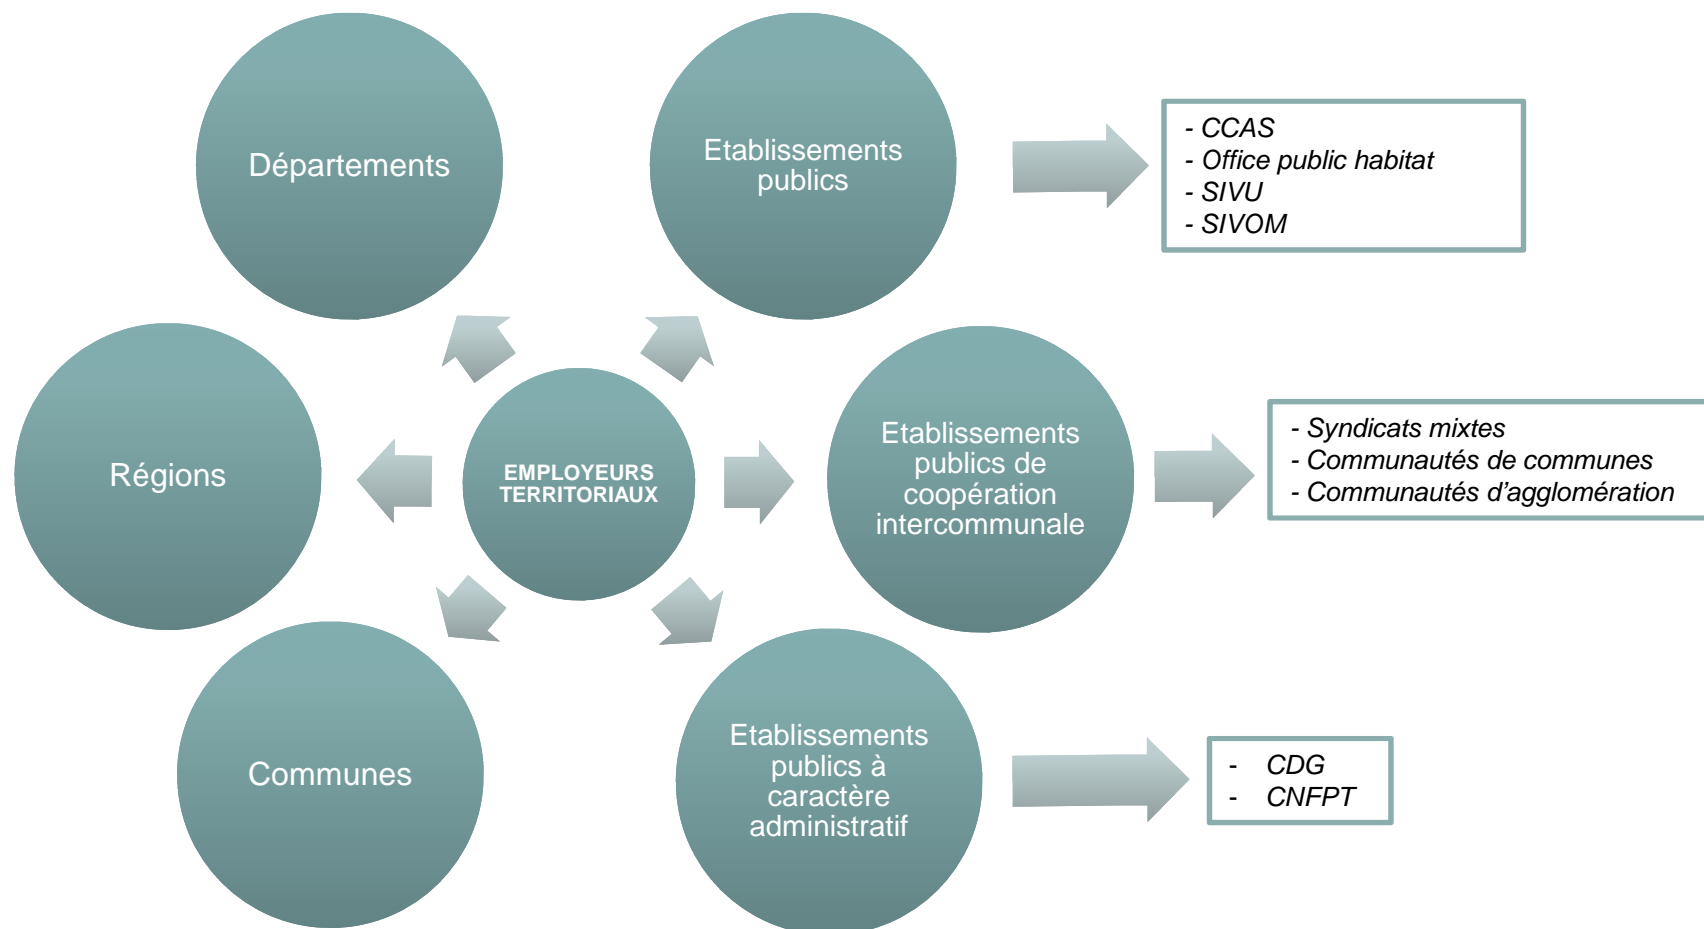 Départements
Etablissements
publics
- CCAS
- Office public habitat
- SIVU
- SIVOM
Régions
EMPLOYEURS
TERRITORIAUX
Etablissements
publics de
coopération
intercommunale
- Syndicats mixtes
- Communautés de communes
- Communautés d’agglomération
Communes
Etablissements
publics à
caractère
administratif
- CDG
- CNFPT